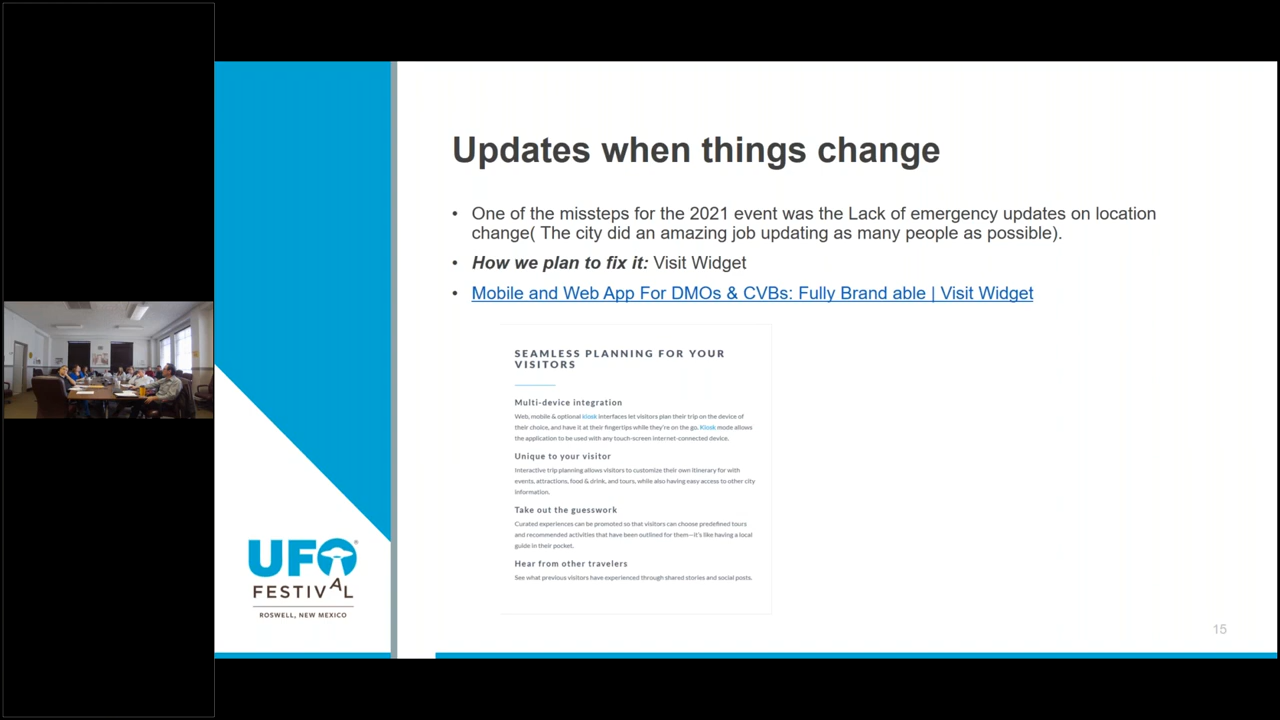 Updates when things change
• One of the missteps for the 2021 event was the Lack of emergency updates on location
change( The city did an amazing job updating as many people as possible).
• How we plan to fix it: Visit Widget
• Mobile and Web App For DMOs & CVBs: Fully Brand able | Visit Widget
SEAMLESS PLANNING FOR YOUR
VISITORS
Multi-device integration
Web, mobile & optional kiosk interfaces let visitors plan their trip on the device of
their choice, and have it at their fingertips while they're on the go. Kiosk mode allows
the application to be used with any touch-screen internet-connected device.
Unique to your visitor
Interactive trip planning allows visitors to customize their own itinerary for with
events, attractions, food & drink, and tours, while also having easy access to other city
information.
Take out the guesswork
Curated experiences can be promoted so that visitors can choose predefined tours
and recommended activities that have been outlined for them—it's like having a local
guide in their pocket.
Hear from other travelers
See what previous visitors have experienced through shared stories and social posts.
UFO®
FESTIVAL
ROSWELL, NEW MEXICO
15